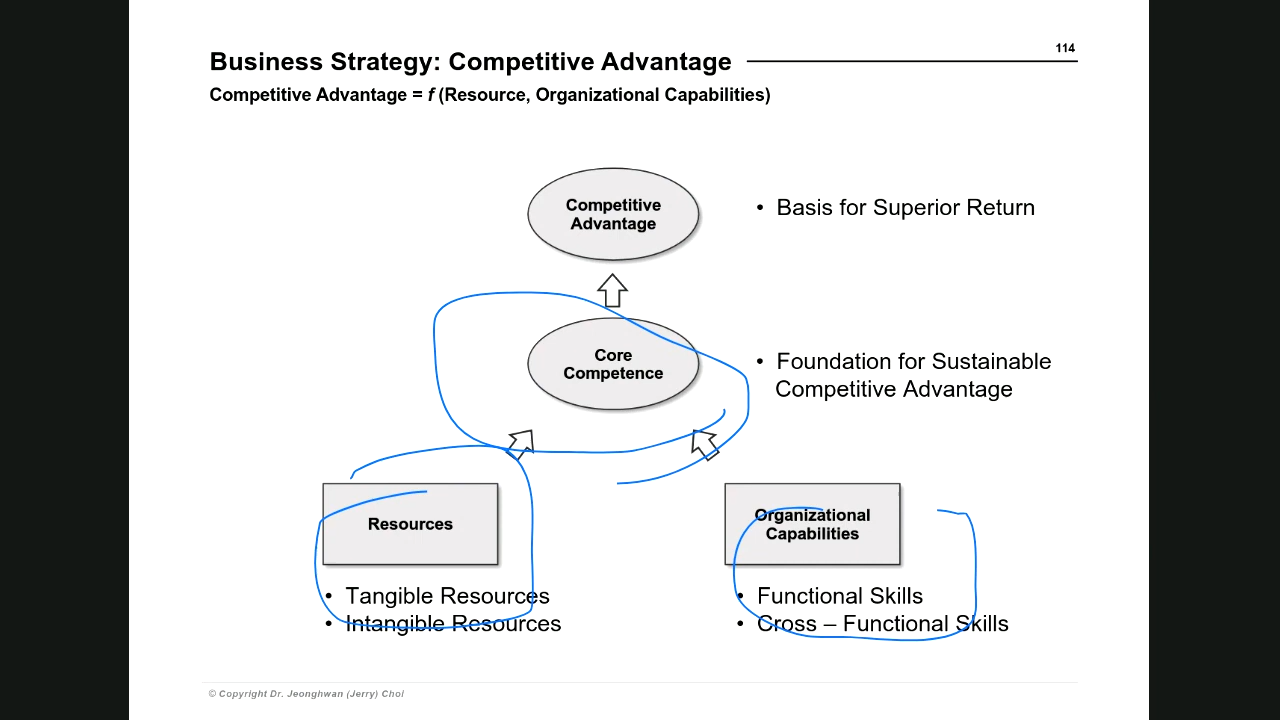 114
Business Strategy: Competitive Advantage
Competitive Advantage = f (Resource, Organizational Capabilities)
Competitive
Advantage
• Basis for Superior Return
Core
Competence
• Foundation for Sustainable
Competitive Advantage
Resources
Organizational
Capabilities
• Tangible Resources
• Intangible Resources
• Functional Skills
• Cross – Functional Skills
© Copyright Dr. Jeonghwan (Jerry) Choi